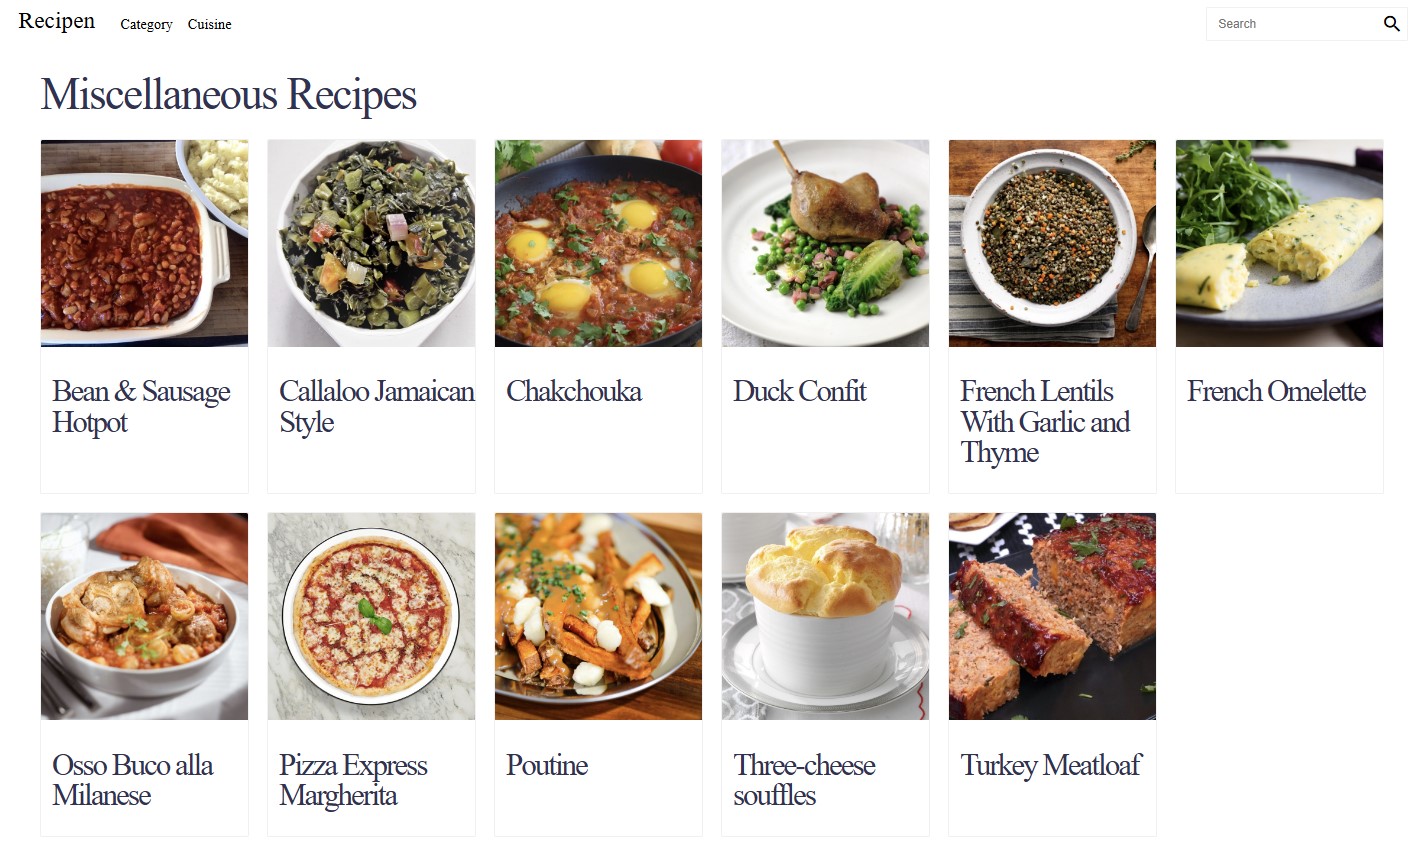 Recipen Category Cuisine Search
Miscellaneous Recipes
Bean & Sausage
Hotpot
Callaloo Jamaican
Style
Chakchouka
Duck Confit
French Lentils
With Garlic and
Thyme
French Omelette
Osso Buco alla
Milanese
Pizza Express
Margherita
Poutine
Three-cheese
souffles
Turkey Meatloaf